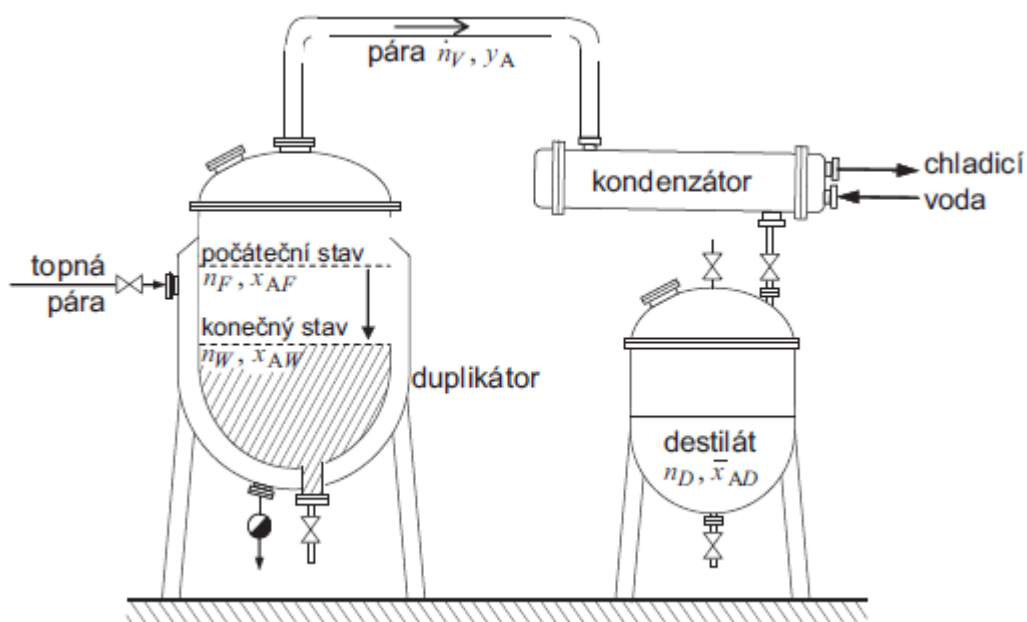 pára ṅV , yA
kondenzátor
chladicí
voda
topná
pára
počáteční stav
nF , xAF
konečný stav
nW , xAW
duplikátor
destilát
nD, x̄AD